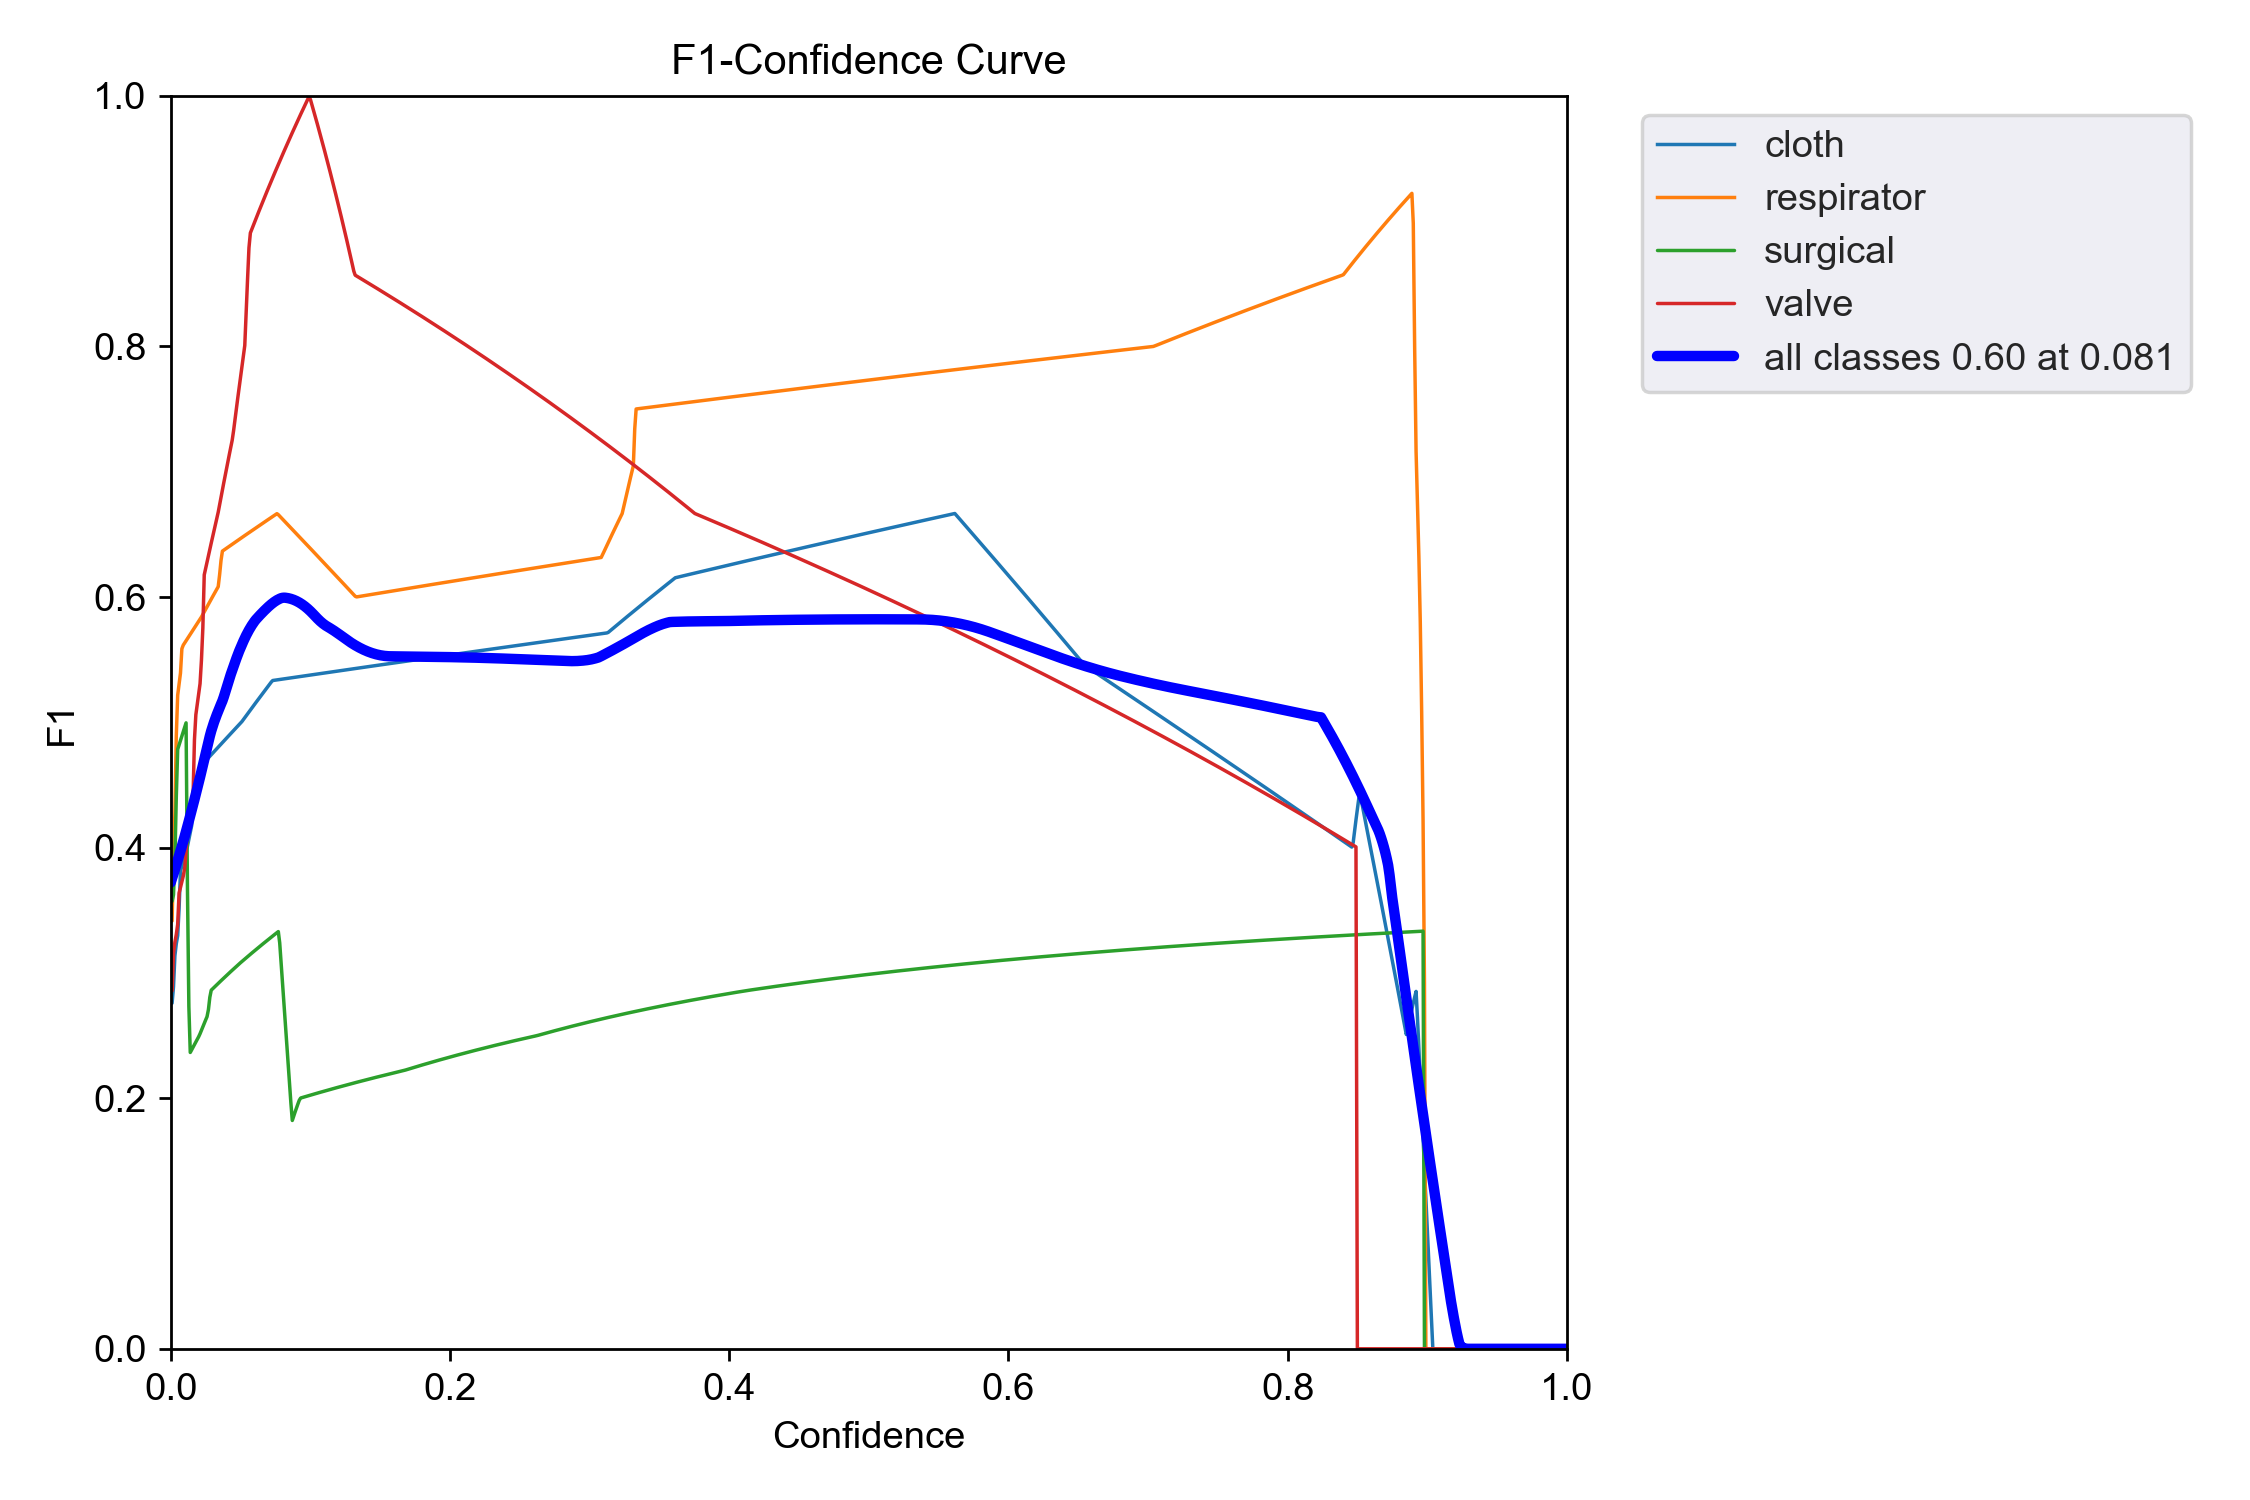 F1-Confidence Curve
1.0
0.8
0.6
0.4
0.2
0.0
F1
0.0 0.2 0.4 0.6 0.8 1.0
Confidence
cloth
respirator
surgical
valve
all classes 0.60 at 0.081